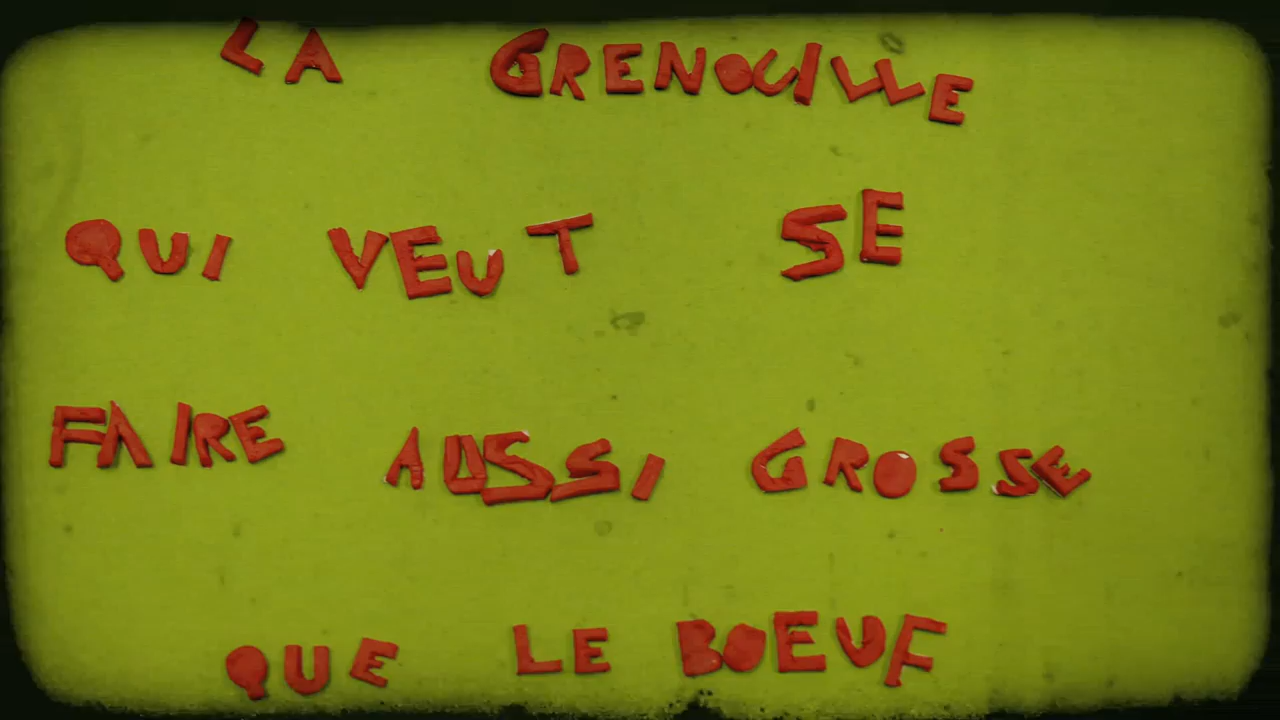 LA GRENOUILLE
QUI VEUT SE
FAIRE AUSSI GROSSE
QUE LE BOEUF